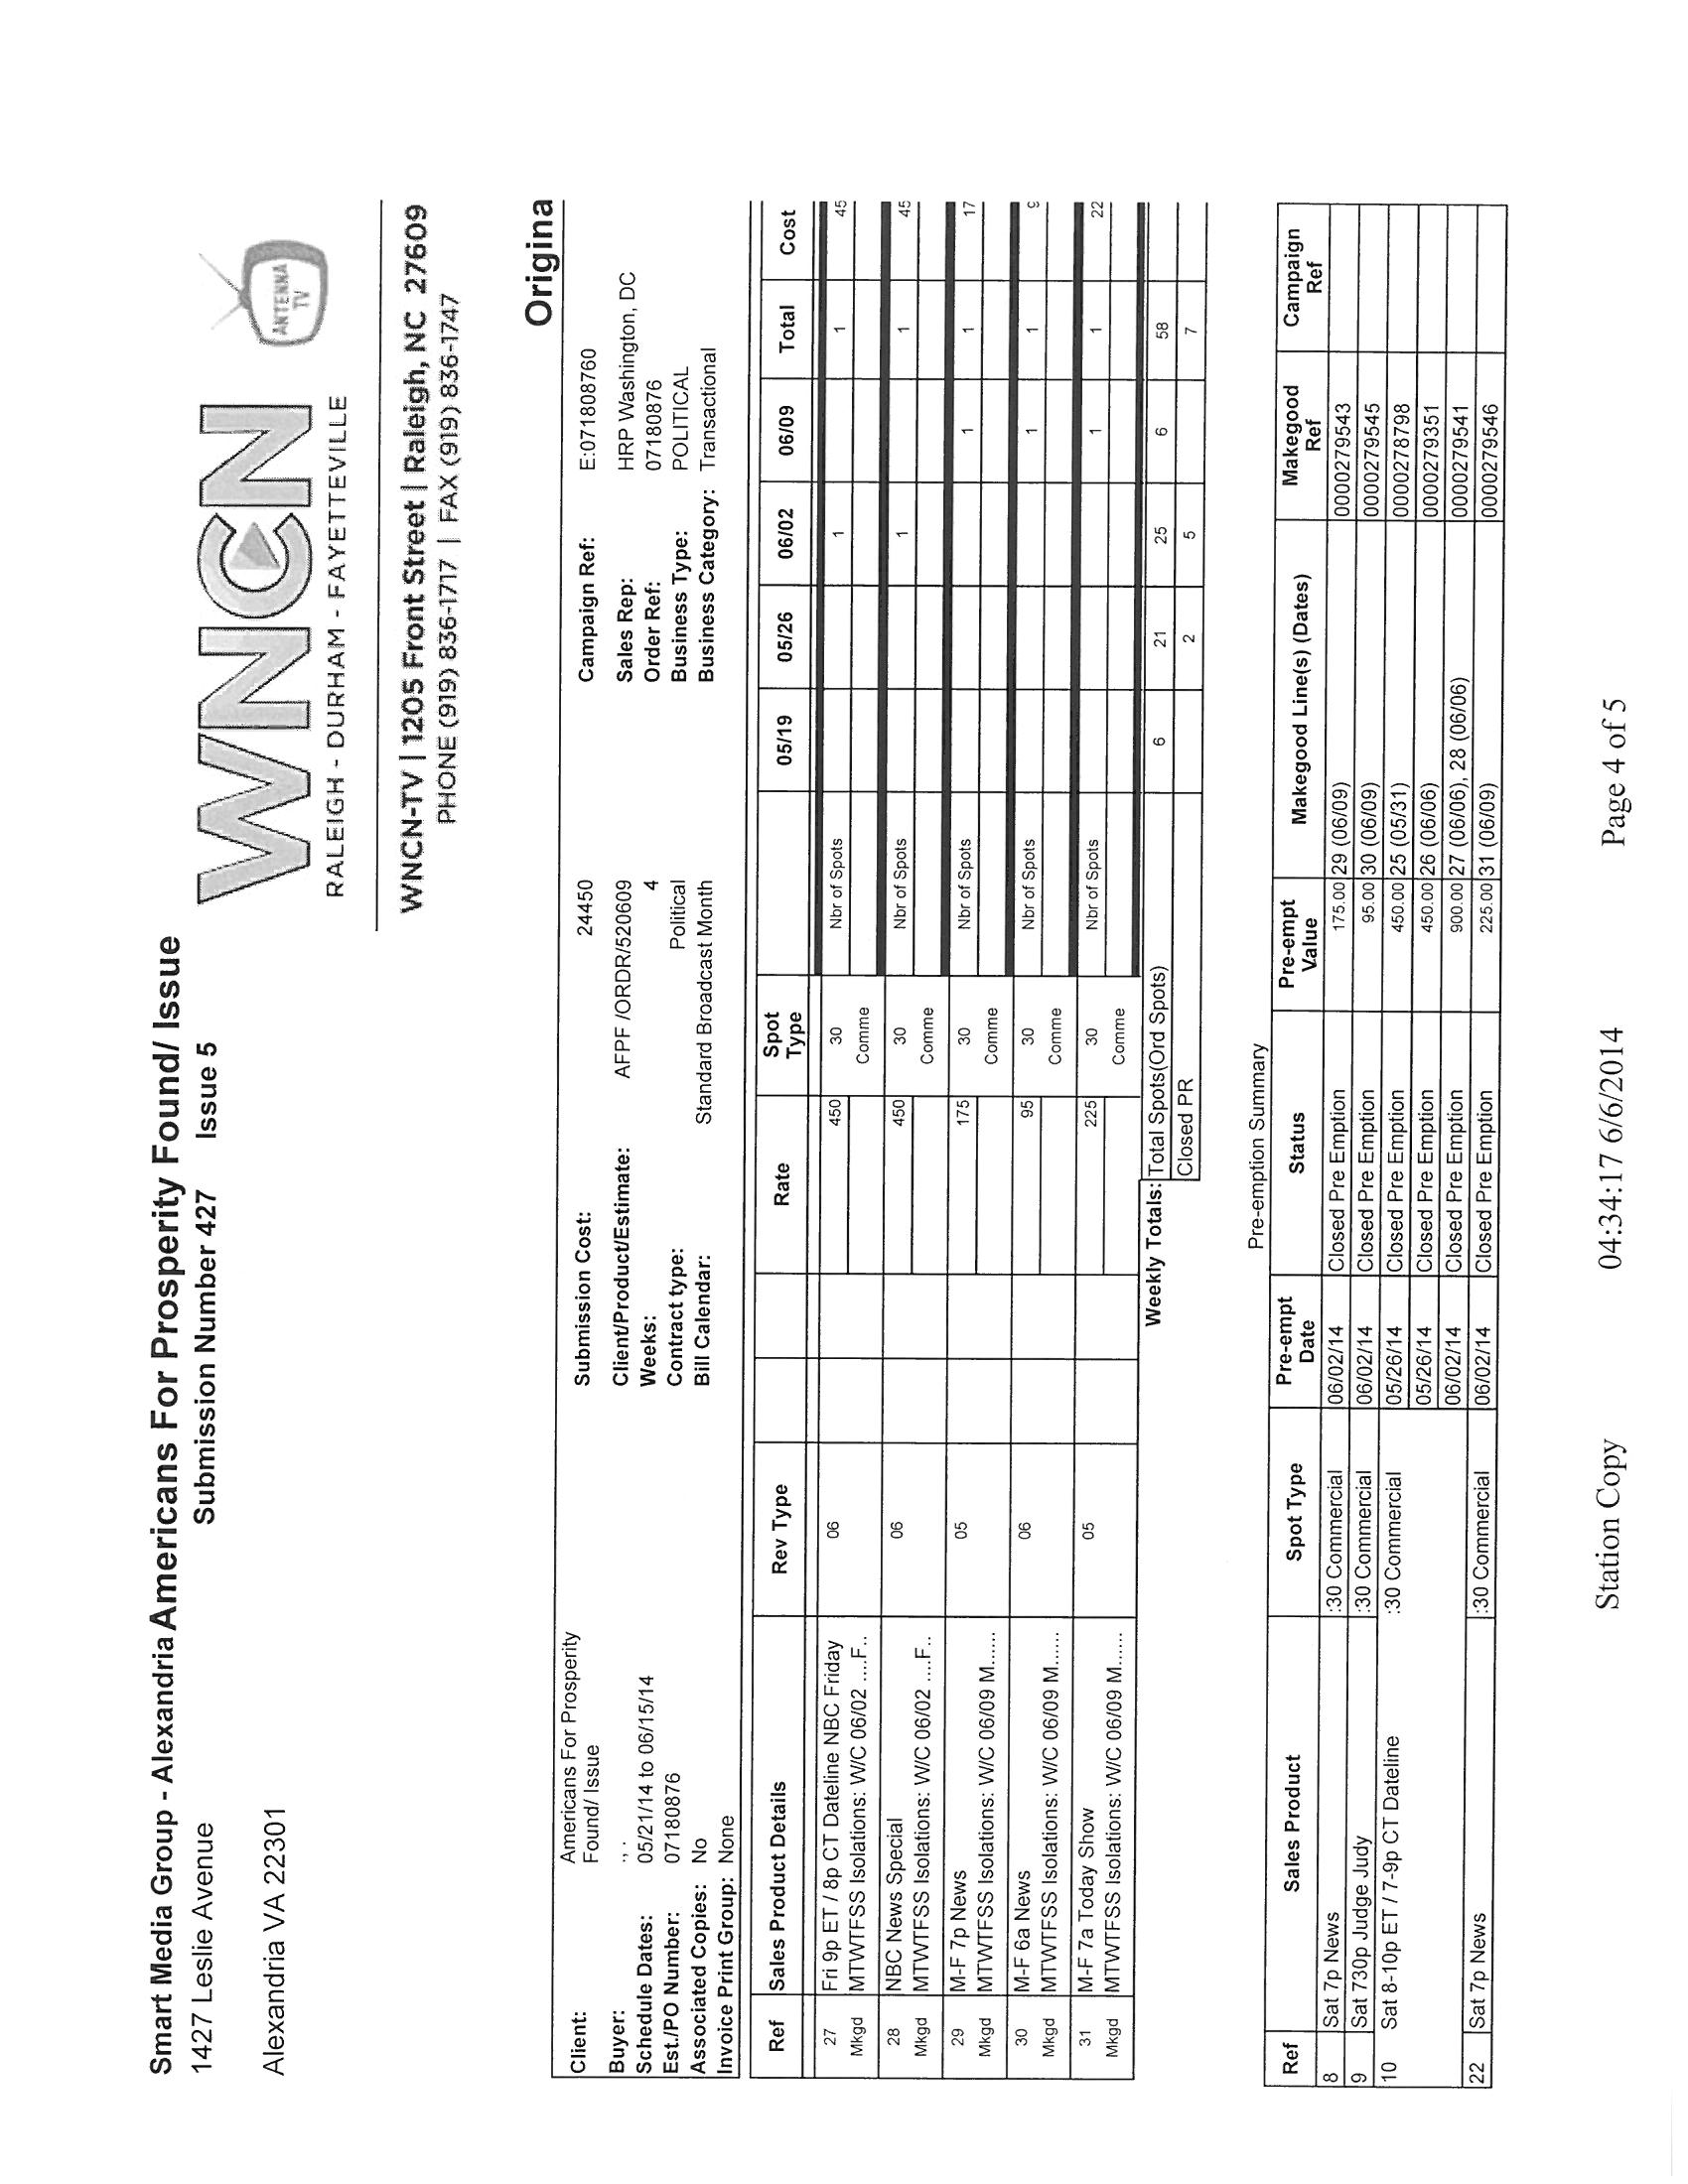 Smart Media Group - Alexandria Americans For Prosperity Found/ Issue
1427 Leslie Avenue Submission Number 427 Issue 5
Alexandria VA 22301
WNCN
RALEIGH - DURHAM - FAYETTEVILLE
ANTENNA TV
WNCN-TV | 1205 Front Street | Raleigh, NC 27609
PHONE (919) 836-1717 | FAX (919) 836-1747
Origina
Client: Americans For Prosperity Found/ Issue Submission Cost: 24450 Campaign Ref: E:071808760
Buyer: ., . Client/Product/Estimate: AFPF /ORDR/520609 Sales Rep: HRP Washington, DC
Schedule Dates: 05/21/14 to 06/15/14 Weeks: 4 Order Ref: 07180876
Est./PO Number: 07180876 Contract type: Political Business Type: POLITICAL
Associated Copies: No Bill Calendar: Standard Broadcast Month Business Category: Transactional
Invoice Print Group: None
Ref Sales Product Details Rev Type Rate Spot Type 05/19 05/26 06/02 06/09 Total Cost
27 Fri 9p ET / 8p CT Dateline NBC Friday 06 450 30 Nbr of Spots 1 1 45
Mkgd MTWTFSS Isolations: W/C 06/02 ....F.. Comme
28 NBC News Special 06 450 30 Nbr of Spots 1 1 45
Mkgd MTWTFSS Isolations: W/C 06/02 ....F.. Comme
29 M-F 7p News 05 175 30 Nbr of Spots 1 1 17
Mkgd MTWTFSS Isolations: W/C 06/09 M...... Comme
30 M-F 6a News 06 95 30 Nbr of Spots 1 1 9
Mkgd MTWTFSS Isolations: W/C 06/09 M...... Comme
31 M-F 7a Today Show 05 225 30 Nbr of Spots 1 1 22
Mkgd MTWTFSS Isolations: W/C 06/09 M...... Comme
Weekly Totals: Total Spots(Ord Spots) 6 21 25 6 58
Closed PR 2 5 7
Pre-emption Summary
Ref Sales Product Spot Type Pre-empt Date Status Pre-empt Value Makegood Line(s) (Dates) Makegood Ref Campaign Ref
8 Sat 7p News :30 Commercial 06/02/14 Closed Pre Emption 175.00 29 (06/09) 0000279543
9 Sat 730p Judge Judy :30 Commercial 06/02/14 Closed Pre Emption 95.00 30 (06/09) 0000279545
10 Sat 8-10p ET / 7-9p CT Dateline :30 Commercial 05/26/14 Closed Pre Emption 450.00 25 (05/31) 0000278798
05/26/14 Closed Pre Emption 450.00 26 (06/06) 0000279351
06/02/14 Closed Pre Emption 900.00 27 (06/06), 28 (06/06) 0000279541
22 Sat 7p News :30 Commercial 06/02/14 Closed Pre Emption 225.00 31 (06/09) 0000279546
Station Copy 04:34:17 6/6/2014 Page 4 of 5